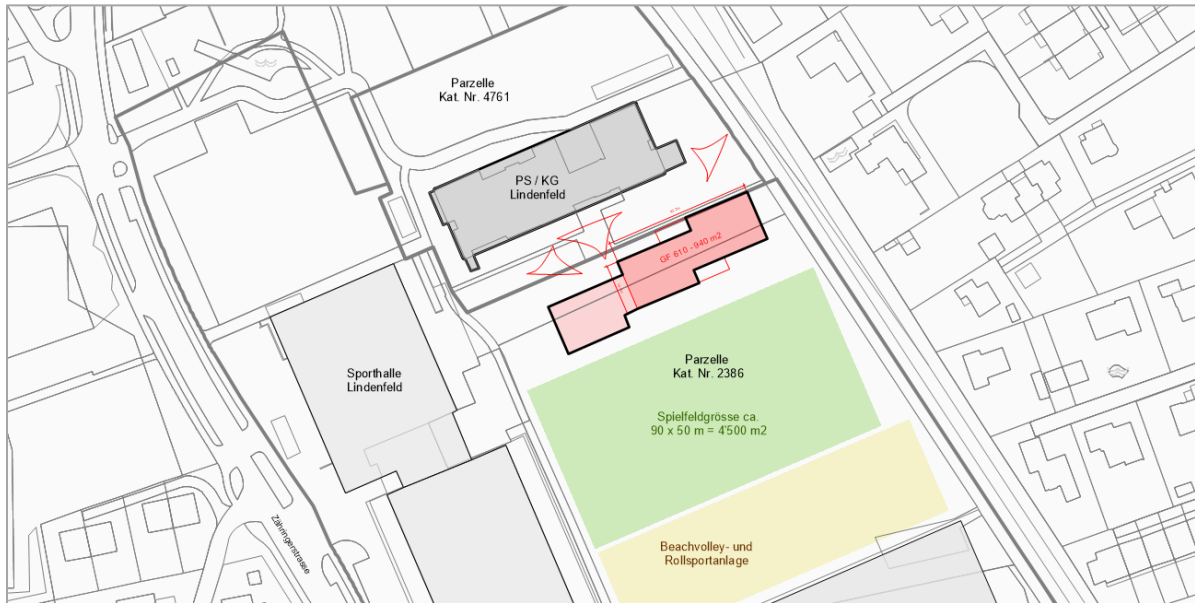 Parzelle
Kat. Nr. 4761
PS / KG
Lindenfeld
GF 610 - 940 m2
Sporthalle
Lindenfeld
Parzelle
Kat. Nr. 2386
Spielfeldgrösse ca.
90 x 50 m = 4'500 m2
Beachvolley- und
Rollsportanlage
Zähringerstrasse